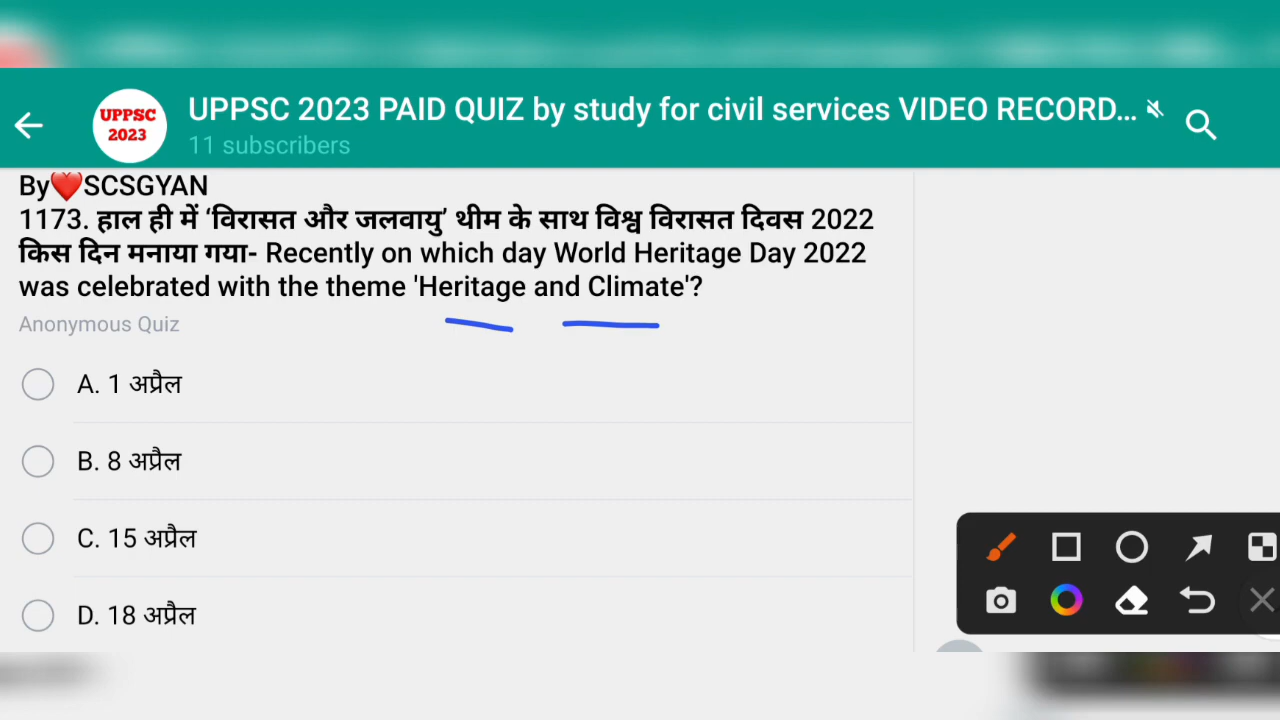 UPPSC
2023
UPPSC 2023 PAID QUIZ by study for civil services VIDEO RECORD...
11 subscribers
By❤️SCSGYAN
1173. हाल ही में ‘विरासत और जलवायु’ थीम के साथ विश्व विरासत दिवस 2022
किस दिन मनाया गया- Recently on which day World Heritage Day 2022
was celebrated with the theme 'Heritage and Climate'?
Anonymous Quiz
A. 1 अप्रैल
B. 8 अप्रैल
C. 15 अप्रैल
D. 18 अप्रैल